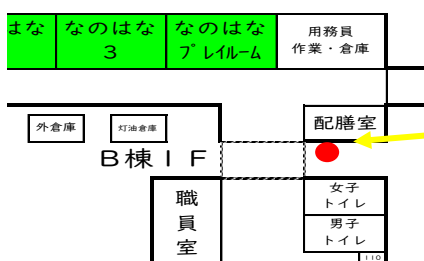 はな
なのはな
3
なのはな
プレイルーム
用務員
作業・倉庫
外倉庫
灯油倉庫
配膳室
B棟1F
職
員
室
女子
トイレ
男子
トイレ
110